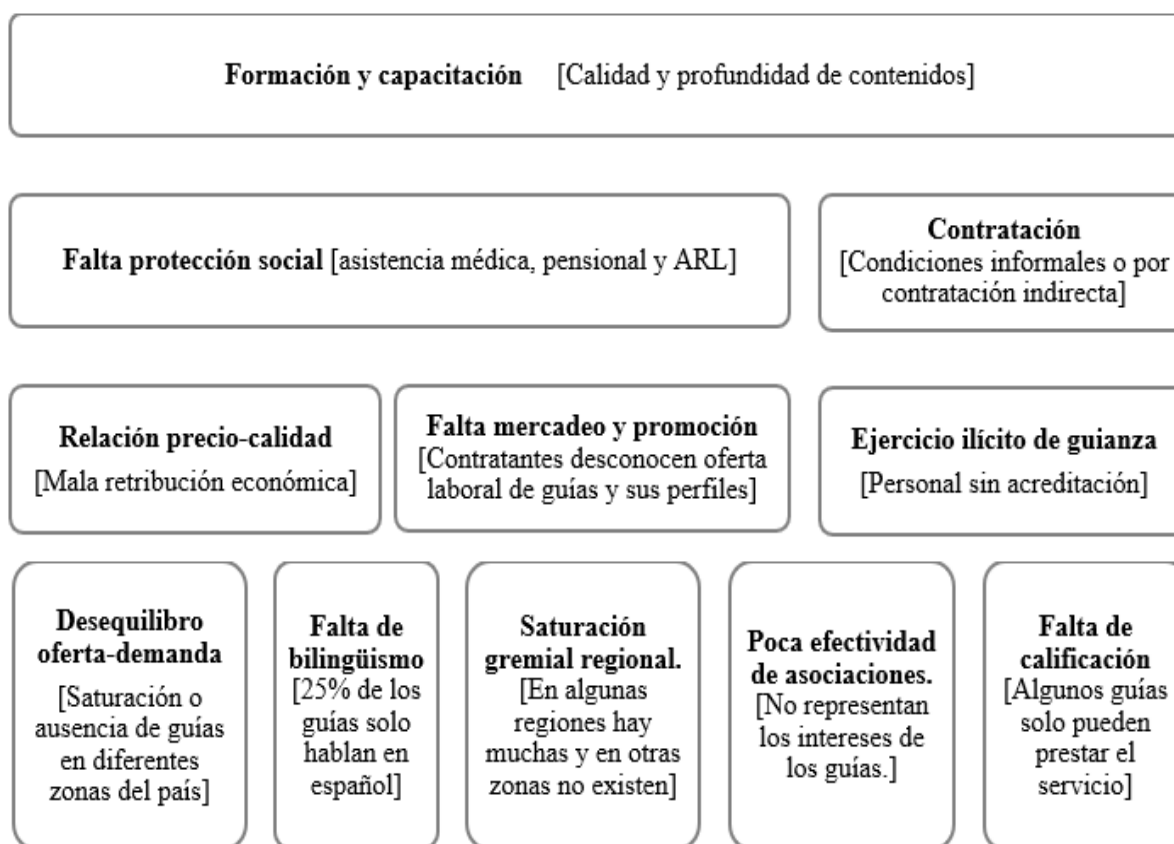 Formación y capacitación [Calidad y profundidad de contenidos]
Falta protección social [asistencia médica, pensional y ARL]
Contratación
[Condiciones informales o por
contratación indirecta]
Relación precio-calidad
[Mala retribución económica]
Falta mercadeo y promoción
[Contratantes desconocen oferta
laboral de guías y sus perfiles]
Ejercicio ilícito de guianza
[Personal sin acreditación]
Desequilibro
oferta-demanda
[Saturación o
ausencia de guías
en diferentes
zonas del país]
Falta de
bilingüismo
[25% de los
guías solo
hablan en
español]
Saturación
gremial regional.
[En algunas
regiones hay
muchas y en otras
zonas no existen]
Poca efectividad
de asociaciones.
[No representan
los intereses de
los guías.]
Falta de
calificación
[Algunos guías
solo pueden
prestar el
servicio]